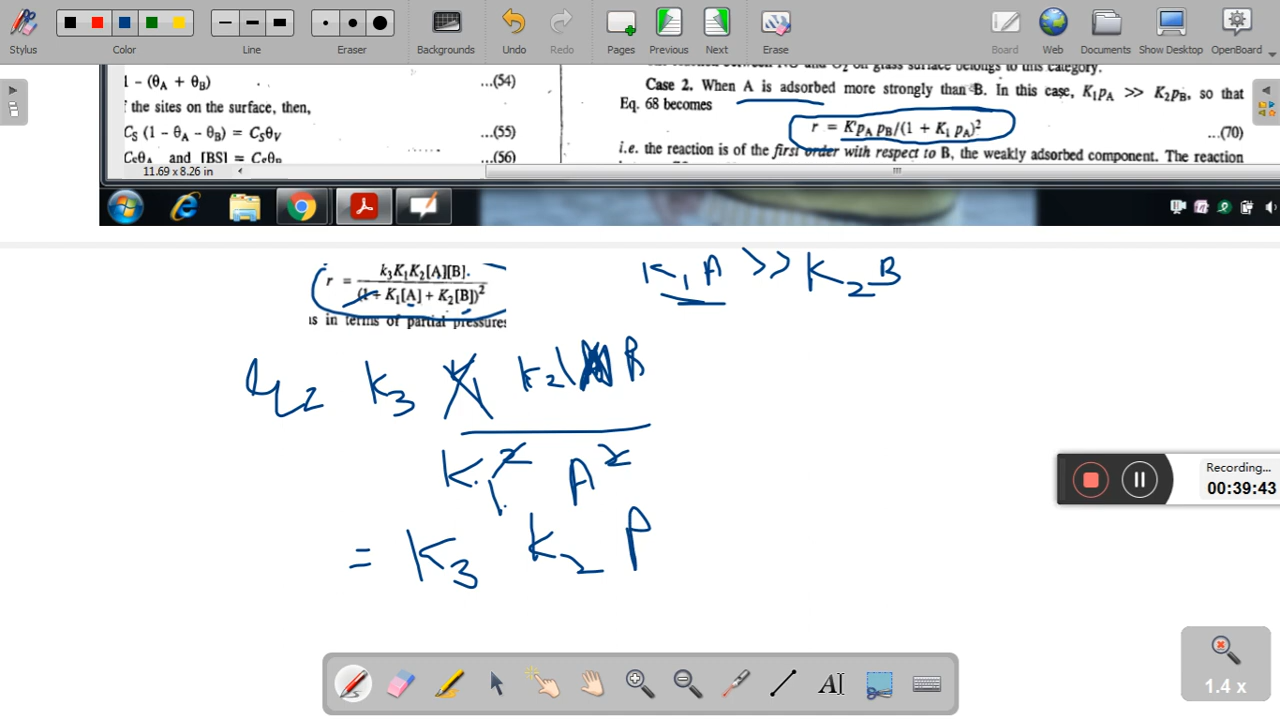 Stylus Color Line Eraser Backgrounds Undo Redo Pages Previous Next Erase Board Web Documents Show Desktop OpenBoard
1 − (θA + θB) ...(54)
f the sites on the surface, then,
CS (1 − θA − θB) = CSθV ...(55)
CSθA and [BS] = CSθB ...(56)
11.69 x 8.26 in
Case 2. When A is adsorbed more strongly than B. In this case, K1pA >> K2pB, so that
Eq. 68 becomes
r = K'pA pB/(1 + K1 pA)² ...(70)
i.e. the reaction is of the first order with respect to B, the weakly adsorbed component. The reaction
r = k3K1K2[A][B]. / (1 + K1[A] + K2[B])²
is in terms of partial pressures
K1 A >> K2 B
k3 K1 k2 B
K1² A²
= K3 k2
Recording...
00:39:43
1.4 x